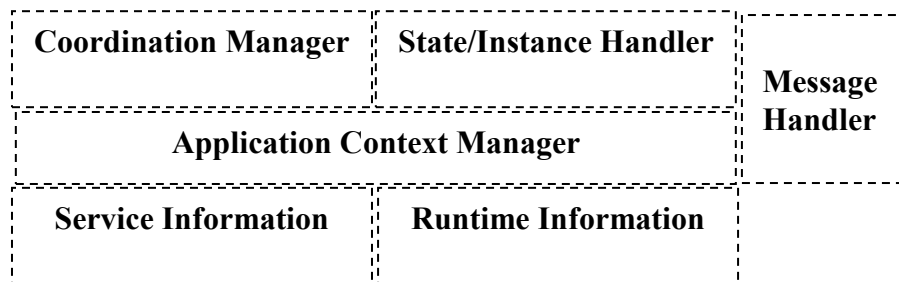 Coordination Manager
State/Instance Handler
Message
Handler
Application Context Manager
Service Information
Runtime Information